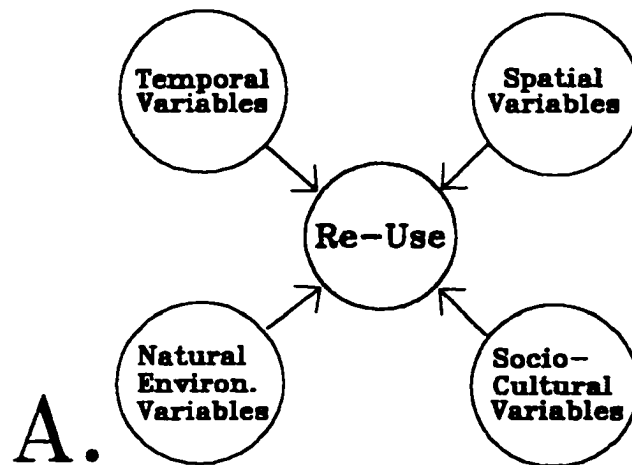 Temporal
Variables
Spatial
Variables
Re-Use
Natural
Environ.
Variables
Socio-
Cultural
Variables
A.